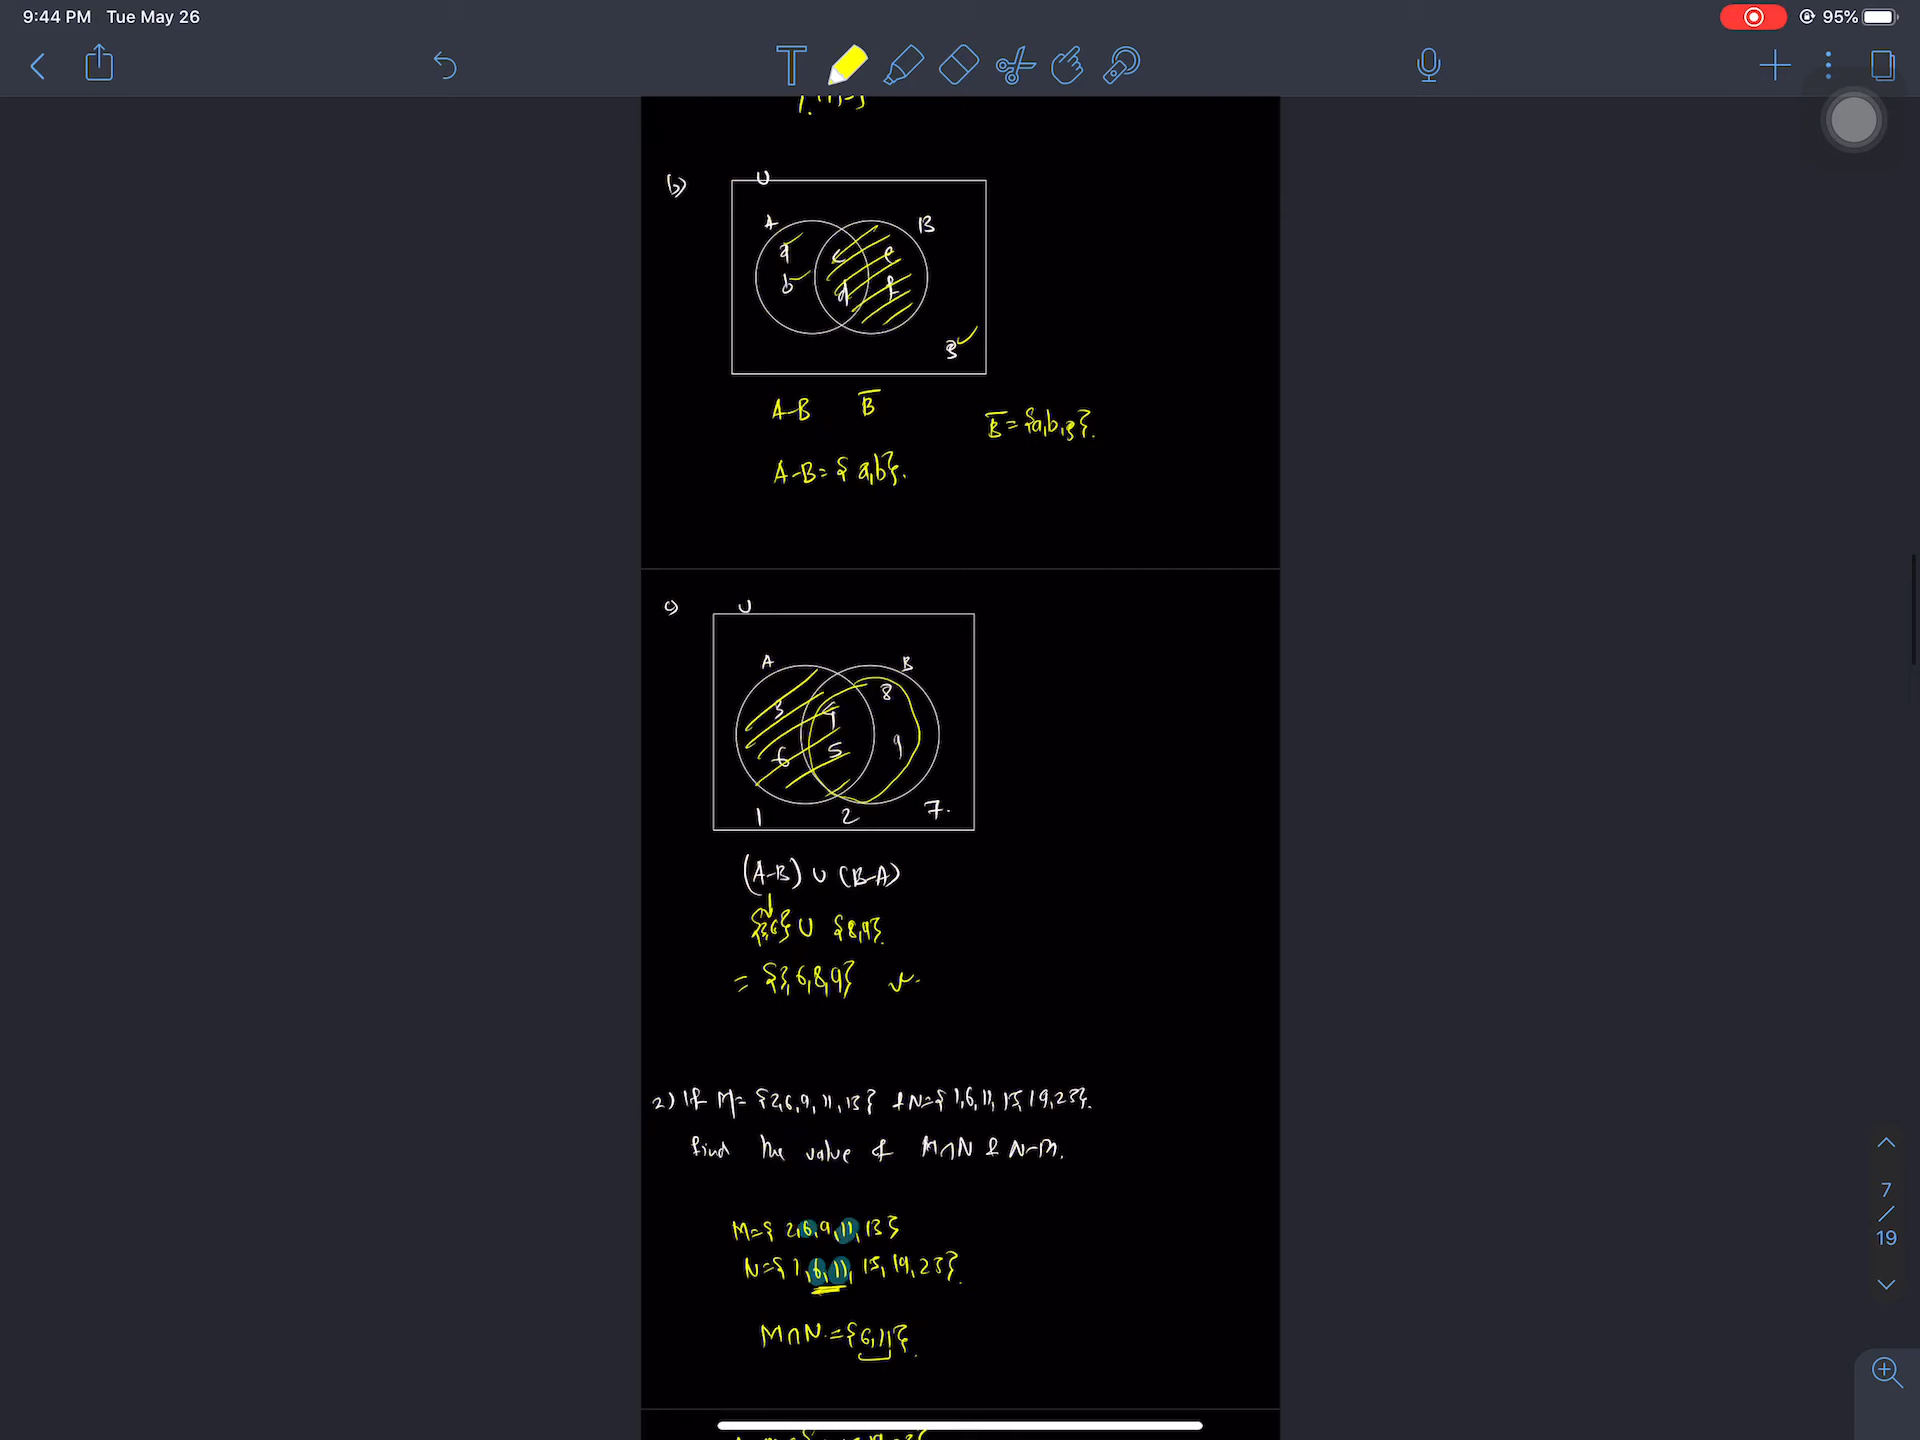 9:44 PM Tue May 26
95%
(b)
U
A
B
a
c
e
b
d
f
g
A-B
B̅
B̅ = {a,b,g}.
A-B = {a,b}.
c)
U
A
B
3
4
8
6
5
9
1
2
7.
(A-B) ∪ (B-A)
{3,6} ∪ {8,9}.
= {3,6,8,9}
2) If M= {2,6,9,11,13} & N={1,6,11,15,19,23}.
find the value of M∩N & N-M.
M={ 2,6,9,11,13}
N={1,6,11,15,19,23}.
M∩N.={6,11}.
7
/
19